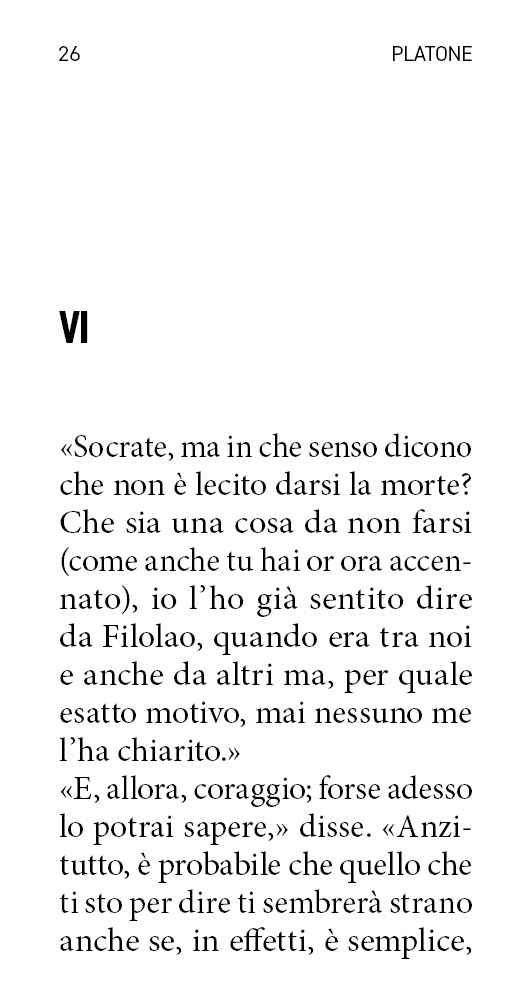 26 PLATONE
VI
«Socrate, ma in che senso dicono
che non è lecito darsi la morte?
Che sia una cosa da non farsi
(come anche tu hai or ora accen-
nato), io l’ho già sentito dire
da Filolao, quando era tra noi
e anche da altri ma, per quale
esatto motivo, mai nessuno me
l’ha chiarito.»
«E, allora, coraggio; forse adesso
lo potrai sapere,» disse. «Anzi-
tutto, è probabile che quello che
ti sto per dire ti sembrerà strano
anche se, in effetti, è semplice,